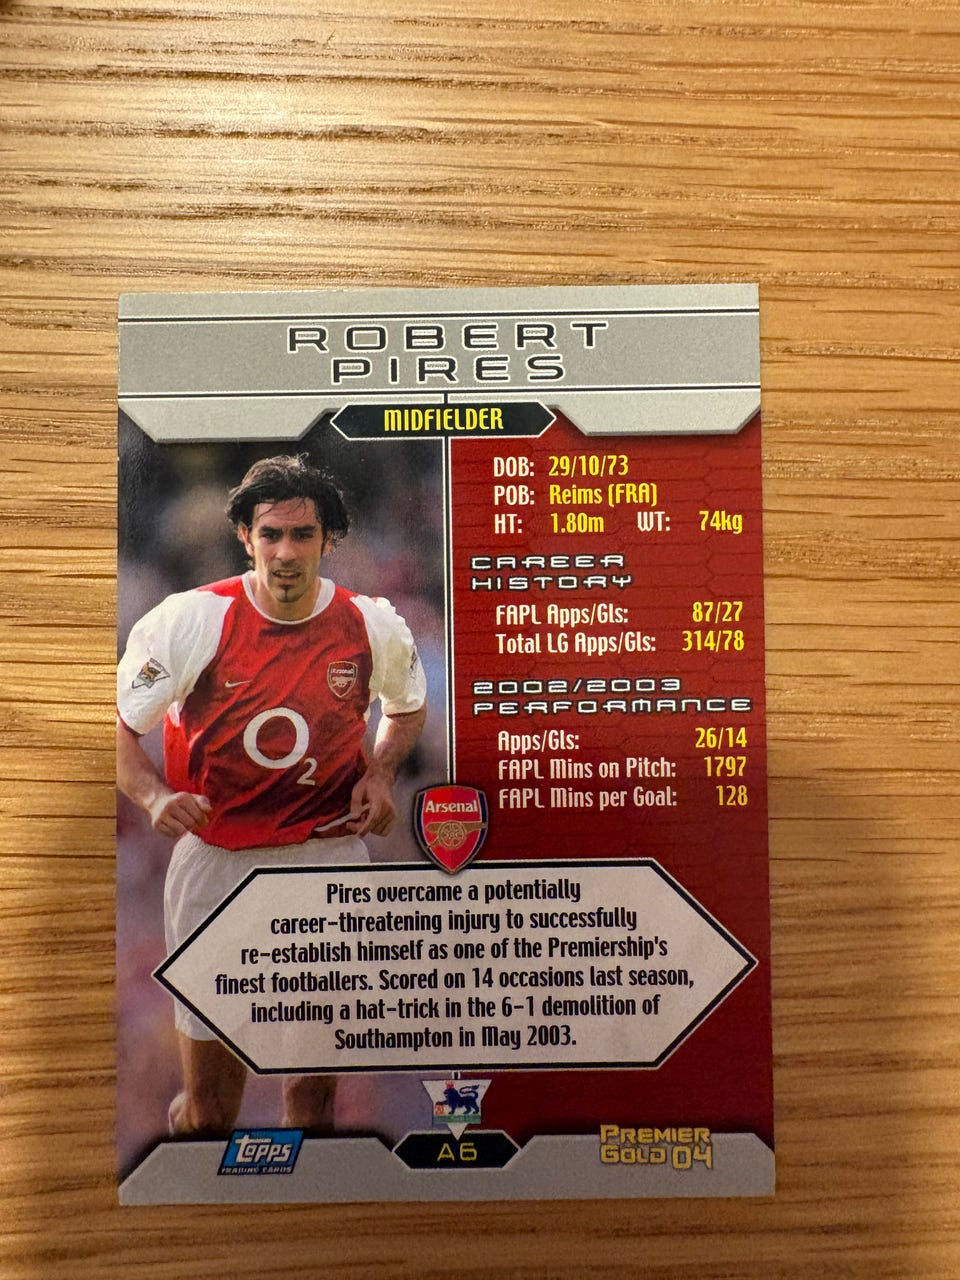 ROBERT
PIRES
MIDFIELDER
DOB: 29/10/73
POB: Reims (FRA)
HT: 1.80m WT: 74kg
CAREER
HISTORY
FAPL Apps/Gls: 87/27
Total LG Apps/Gls: 314/78
2002/2003
PERFORMANCE
Apps/Gls: 26/14
FAPL Mins on Pitch: 1797
FAPL Mins per Goal: 128
Arsenal
O2
Arsenal
Pires overcame a potentially
career-threatening injury to successfully
re-establish himself as one of the Premiership's
finest footballers. Scored on 14 occasions last season,
including a hat-trick in the 6-1 demolition of
Southampton in May 2003.
topps
TRADING CARDS
A6
PREMIER
GOLD 04